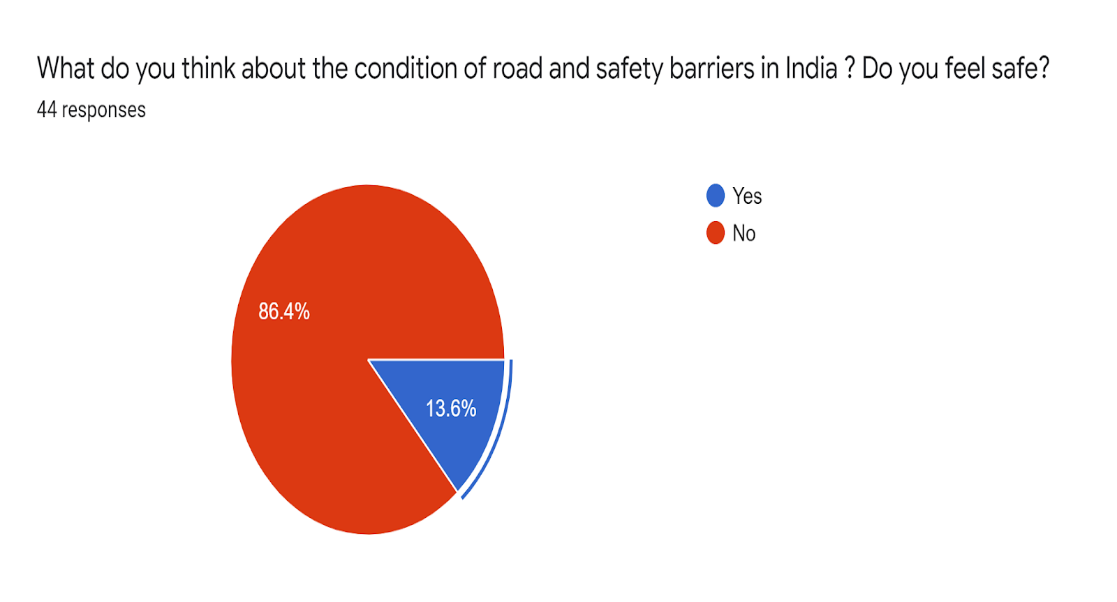 What do you think about the condition of road and safety barriers in India ? Do you feel safe?
44 responses
Yes
No
86.4%
13.6%